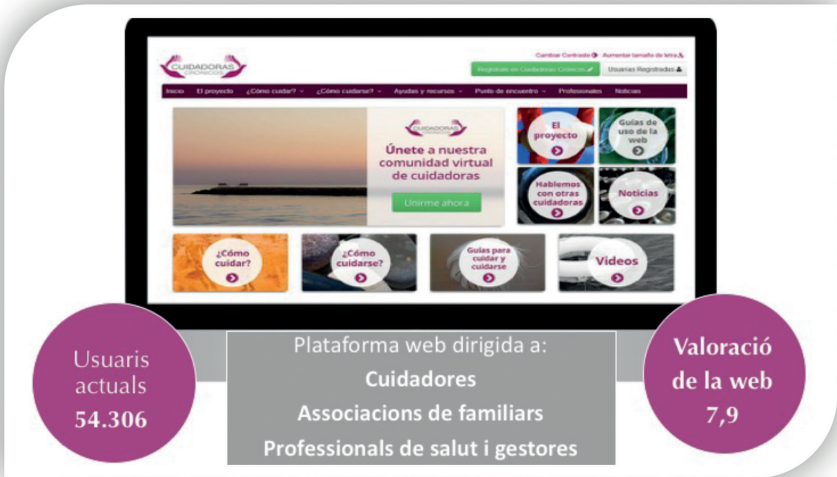 CUIDADORAS
CRÓNICOS
Cambiar Contraste Aumentar tamaño de letra
Regístrate en Cuidadoras Crónicos
Usuarias Registradas
Inicio El proyecto ¿Cómo cuidar? ¿Cómo cuidarse? Ayudas y recursos Punto de encuentro Profesionales Noticias
CUIDADORAS
CRÓNICOS
Únete a nuestra
comunidad virtual
de cuidadoras
Unirme ahora
El
proyecto
Guías de
uso de la
web
Hablemos
con otras
cuidadoras
Noticias
¿Cómo
cuidar?
¿Cómo
cuidarse?
Guías para
cuidar y
cuidarse
Videos
Usuaris
actuals
54.306
Plataforma web dirigida a:
Cuidadores
Associacions de familiars
Professionals de salut i gestores
Valoració
de la web
7,9